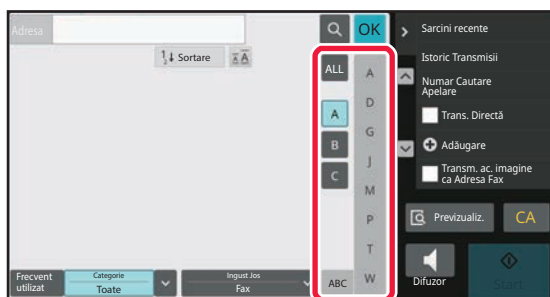 Adresa
OK
Sarcini recente
Sortare
Istoric Transmisii
ALL
A
Numar Cautare
Apelare
D
A
Trans. Directă
G
B
Adăugare
J
C
Transm. ac. imagine
ca Adresa Fax
M
P
Previzualiz.
CA
T
Frecvent
utilizat
Categorie
Toate
Ingust Jos
Fax
ABC
W
Difuzor
Start